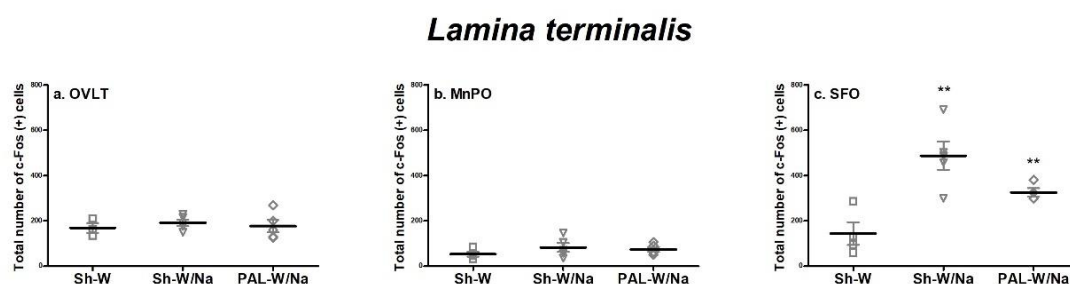 Lamina terminalis
a. OVLT
Total number of c-Fos (+) cells
800
600
400
200
0
Sh-W Sh-W/Na PAL-W/Na
b. MnPO
Total number of c-Fos (+) cells
800
600
400
200
0
Sh-W Sh-W/Na PAL-W/Na
c. SFO
Total number of c-Fos (+) cells
800
600
400
200
0
**
**
Sh-W Sh-W/Na PAL-W/Na